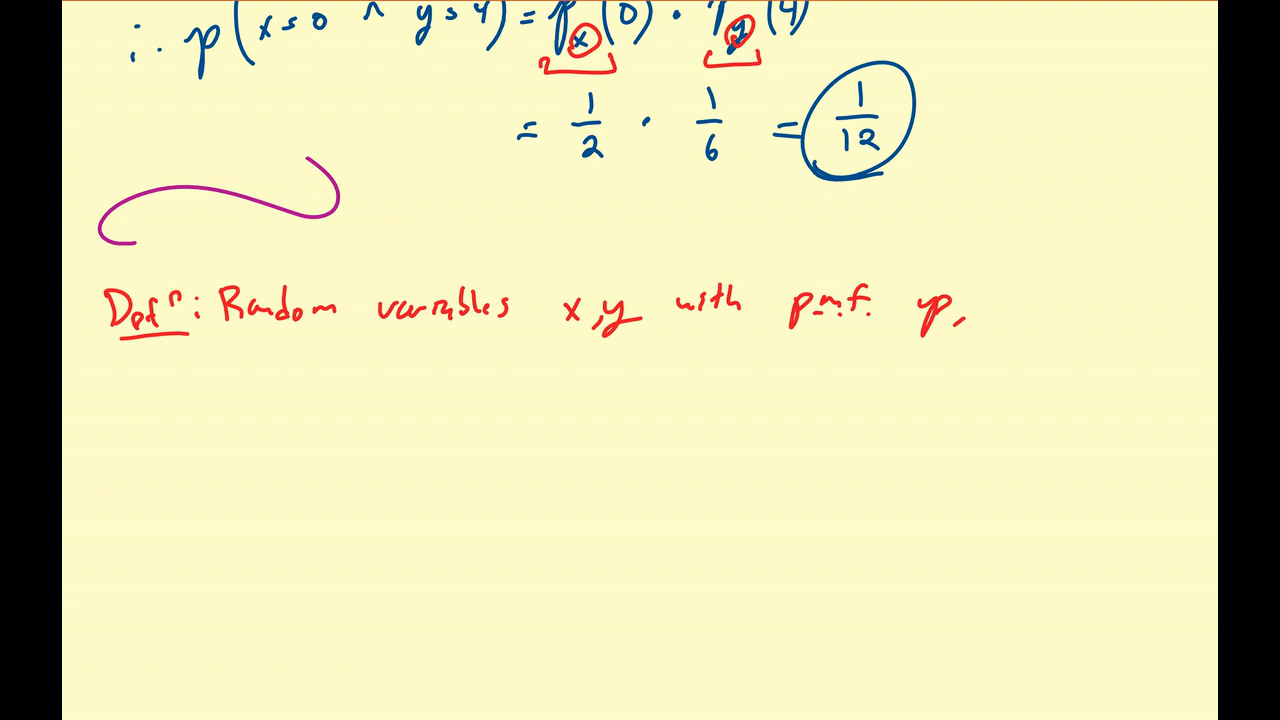 ∴ p(x=0 ∧ y=4) = p_x(0) · p_y(4)
= 1/2 · 1/6 = 1/12
Defⁿ: Random variables x,y with p.m.f. p,